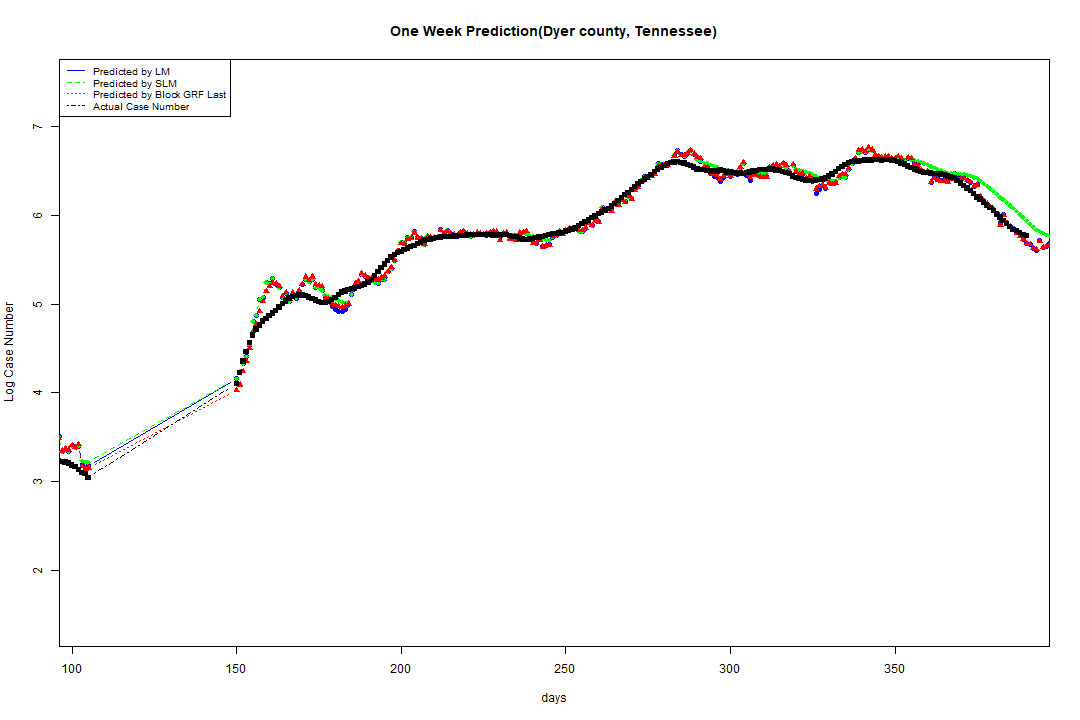 One Week Prediction(Dyer county, Tennessee)
Predicted by LM
Predicted by SLM
Predicted by Block GRF Last
Actual Case Number
Log Case Number
7
6
5
4
3
2
100 150 200 250 300 350
days